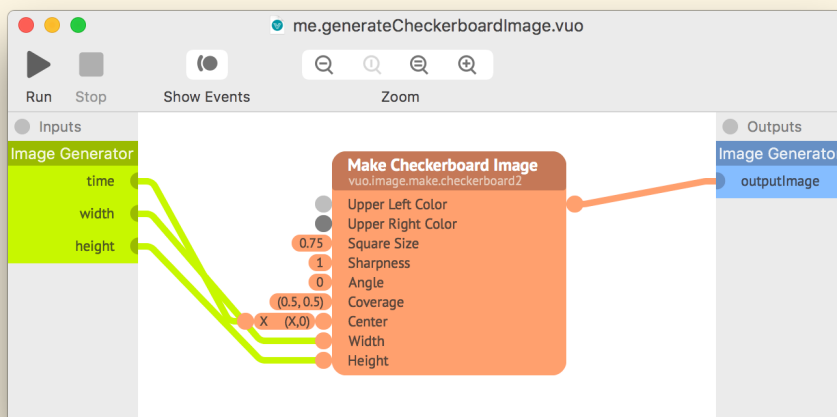 me.generateCheckerboardImage.vuo
Run
Stop
Show Events
Zoom
Inputs
Outputs
Image Generator
time
width
height
Make Checkerboard Image
vuo.image.make.checkerboard2
Upper Left Color
Upper Right Color
0.75 Square Size
1 Sharpness
0 Angle
(0.5, 0.5) Coverage
X (X,0) Center
Width
Height
Image Generato
outputImage